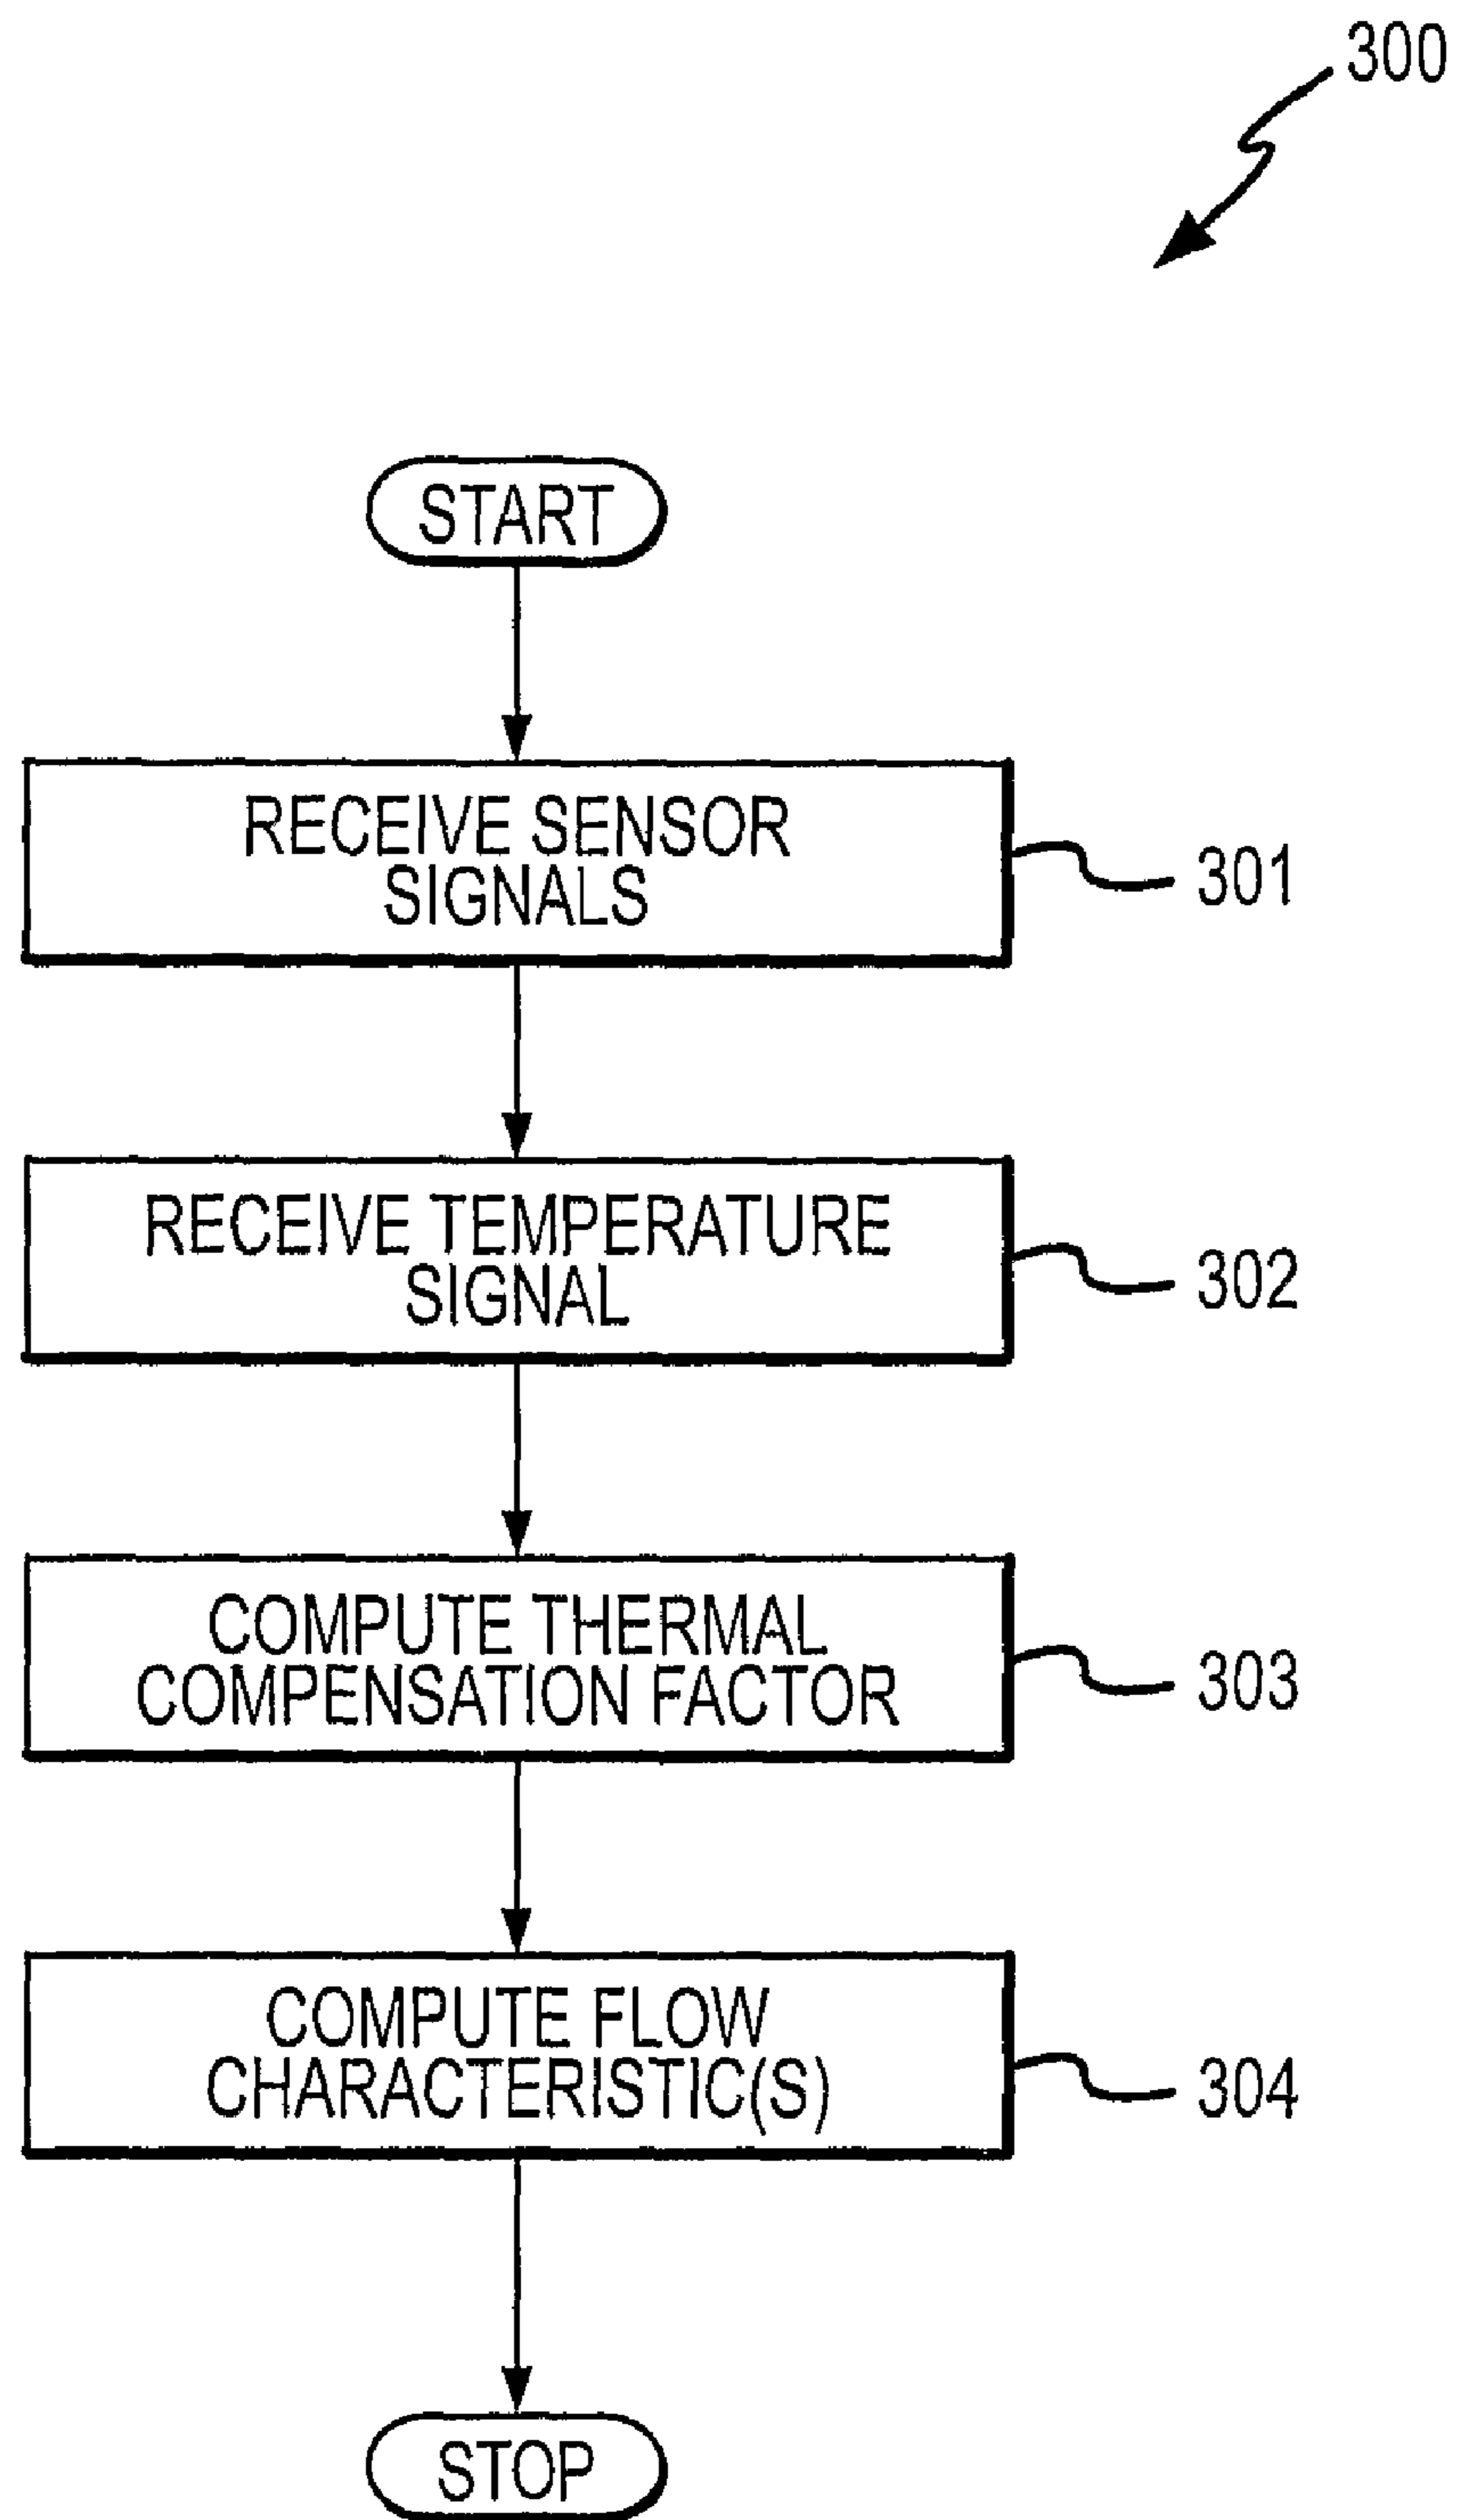 300
START
RECEIVE SENSOR
SIGNALS
301
RECEIVE TEMPERATURE
SIGNAL
302
COMPUTE THERMAL
COMPENSATION FACTOR
303
COMPUTE FLOW
CHARACTERISTIC(S)
304
STOP